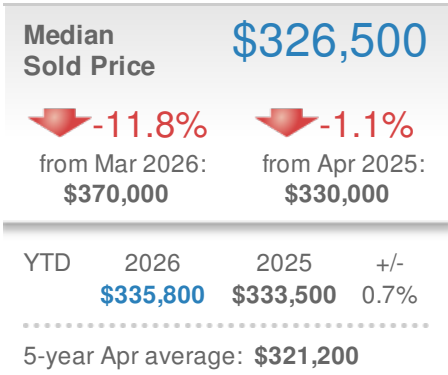 Median Sold Price $326,500
-11.8% -1.1%
from Mar 2026: from Apr 2025:
$370,000 $330,000
YTD 2026 2025 +/-
$335,800 $333,500 0.7%
5-year Apr average: $321,200